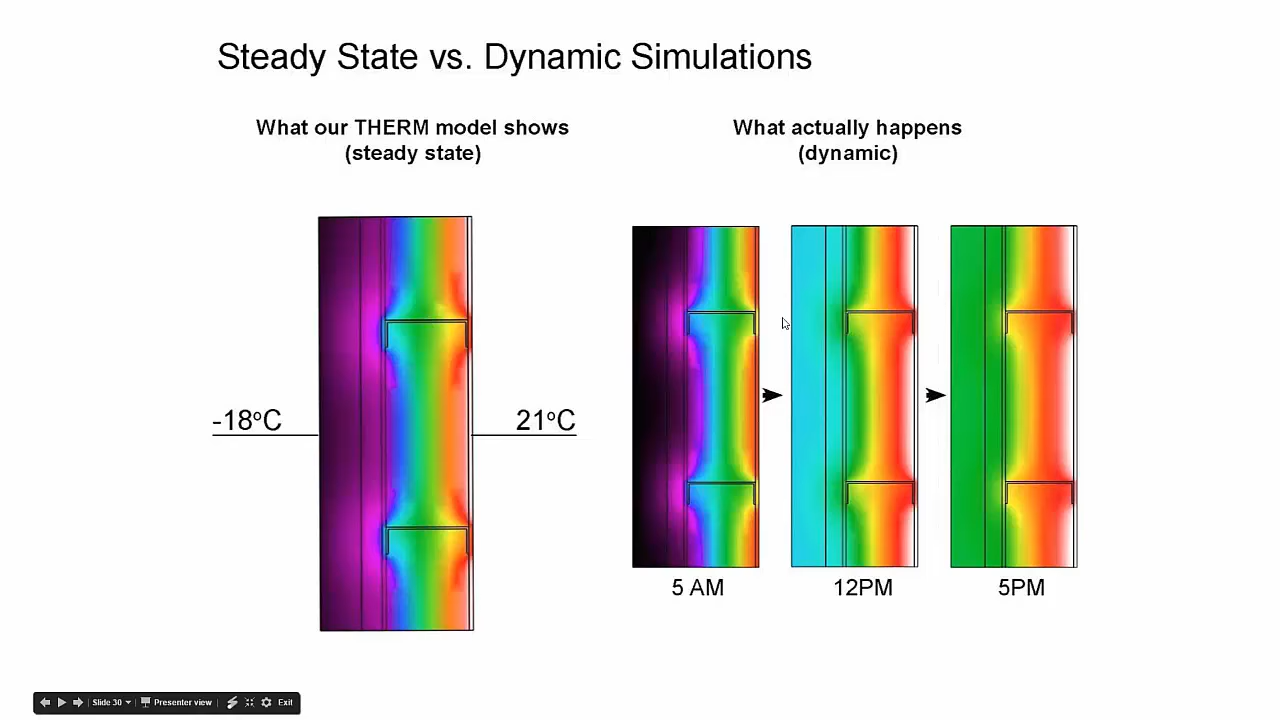 Steady State vs. Dynamic Simulations
What our THERM model shows
(steady state)
What actually happens
(dynamic)
-18°C
21°C
5 AM
12PM
5PM
Slide 30
Presenter view
Exit